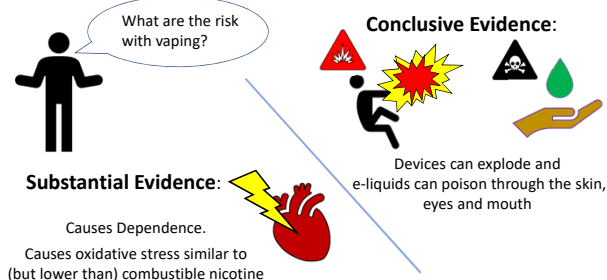 What are the risk
with vaping?
Conclusive Evidence:
Devices can explode and
e-liquids can poison through the skin,
eyes and mouth
Substantial Evidence:
Causes Dependence.
Causes oxidative stress similar to
(but lower than) combustible nicotine